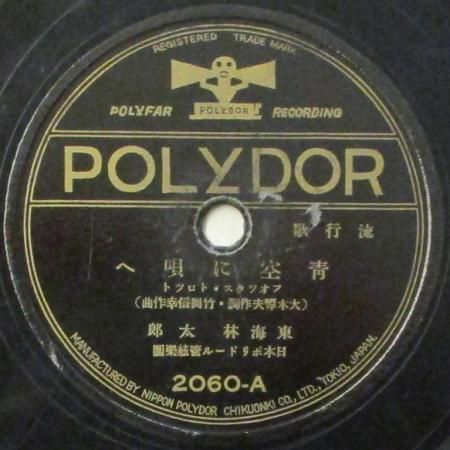 REGISTERED TRADE MARK
POLYDOR
POLYFAR RECORDING
POLYDOR
流行歌
青空に唄へ
フオツクス・トロツト
(大木惇夫作詞・竹岡信幸作曲)
東海林太郎
日本ポリドール管絃樂團
2060-A
MANUFACTURED BY NIPPON POLYDOR CHIKUONKI CO., LTD., TOKIO, JAPAN.